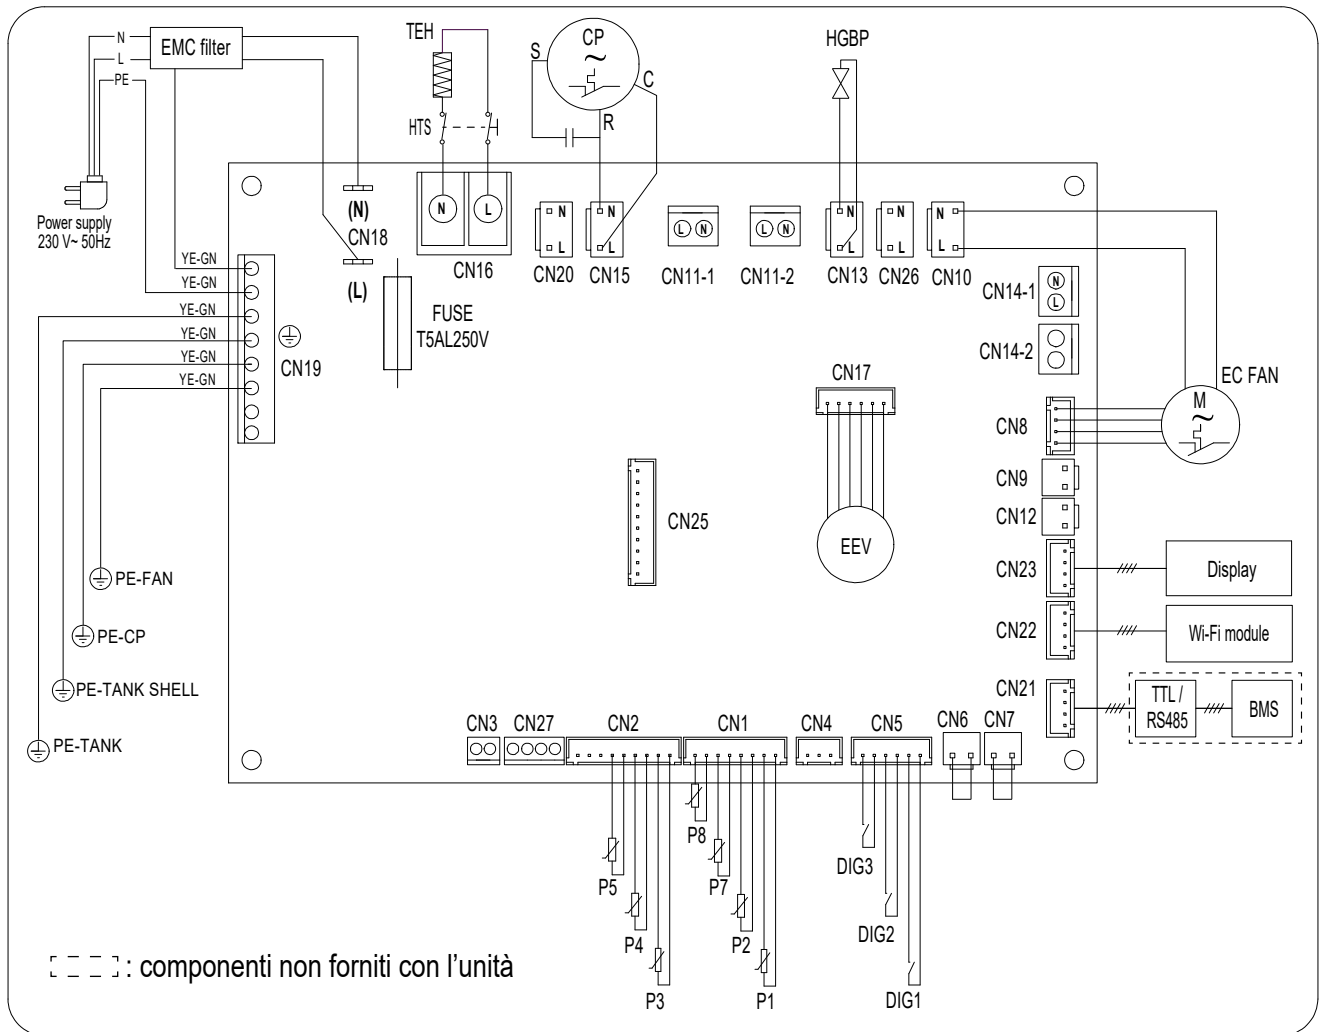 TEH
CP
HGBP
N
L
PE
EMC filter
S
C
R
HTS
Power supply
230 V~ 50Hz
(N)
CN18
(L)
N
L
CN16
N
L
CN20
N
L
CN15
L N
CN11-1
L N
CN11-2
N
L
CN13
N
L
CN26
N
L
CN10
YE-GN
YE-GN
YE-GN
YE-GN
YE-GN
YE-GN
CN19
FUSE
T5AL250V
CN14-1
N
L
CN14-2
CN17
EC FAN
M
~
CN8
CN9
CN12
CN25
EEV
CN23
Display
CN22
Wi-Fi module
CN21
TTL /
RS485
BMS
PE-FAN
PE-CP
PE-TANK SHELL
PE-TANK
CN3
CN27
CN2
CN1
CN4
CN5
CN6
CN7
P8
P5
P7
DIG3
P4
P2
DIG2
P3
P1
DIG1
: componenti non forniti con l’unità